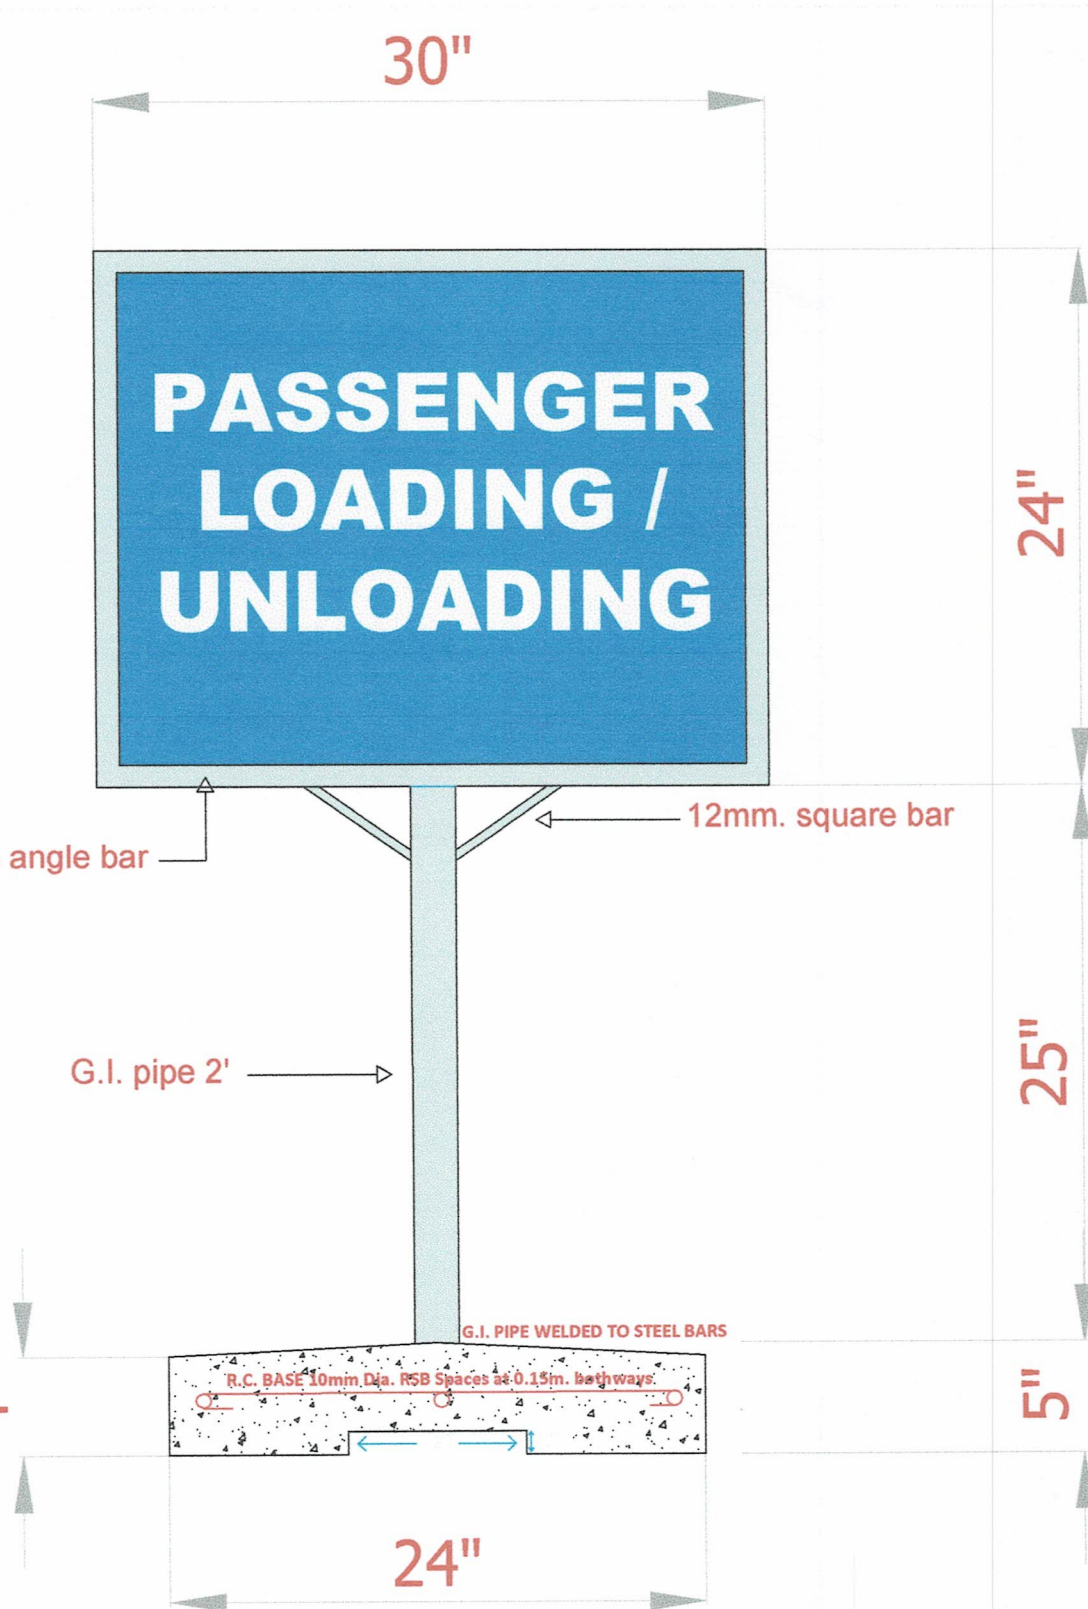 30"
PASSENGER
LOADING /
UNLOADING
24"
12mm. square bar
angle bar
25"
G.I. pipe 2'
G.I. PIPE WELDED TO STEEL BARS
R.C. BASE 10mm Dia. RSB Spaces at 0.15m. bothways
5"
24"